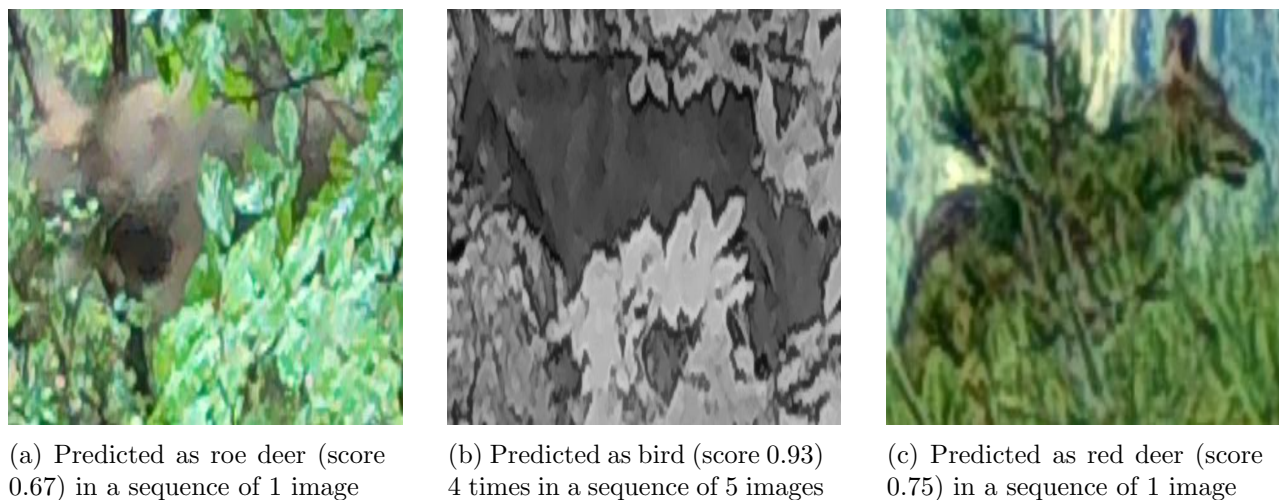 (a) Predicted as roe deer (score
0.67) in a sequence of 1 image
(b) Predicted as bird (score 0.93)
4 times in a sequence of 5 images
(c) Predicted as red deer (score
0.75) in a sequence of 1 image